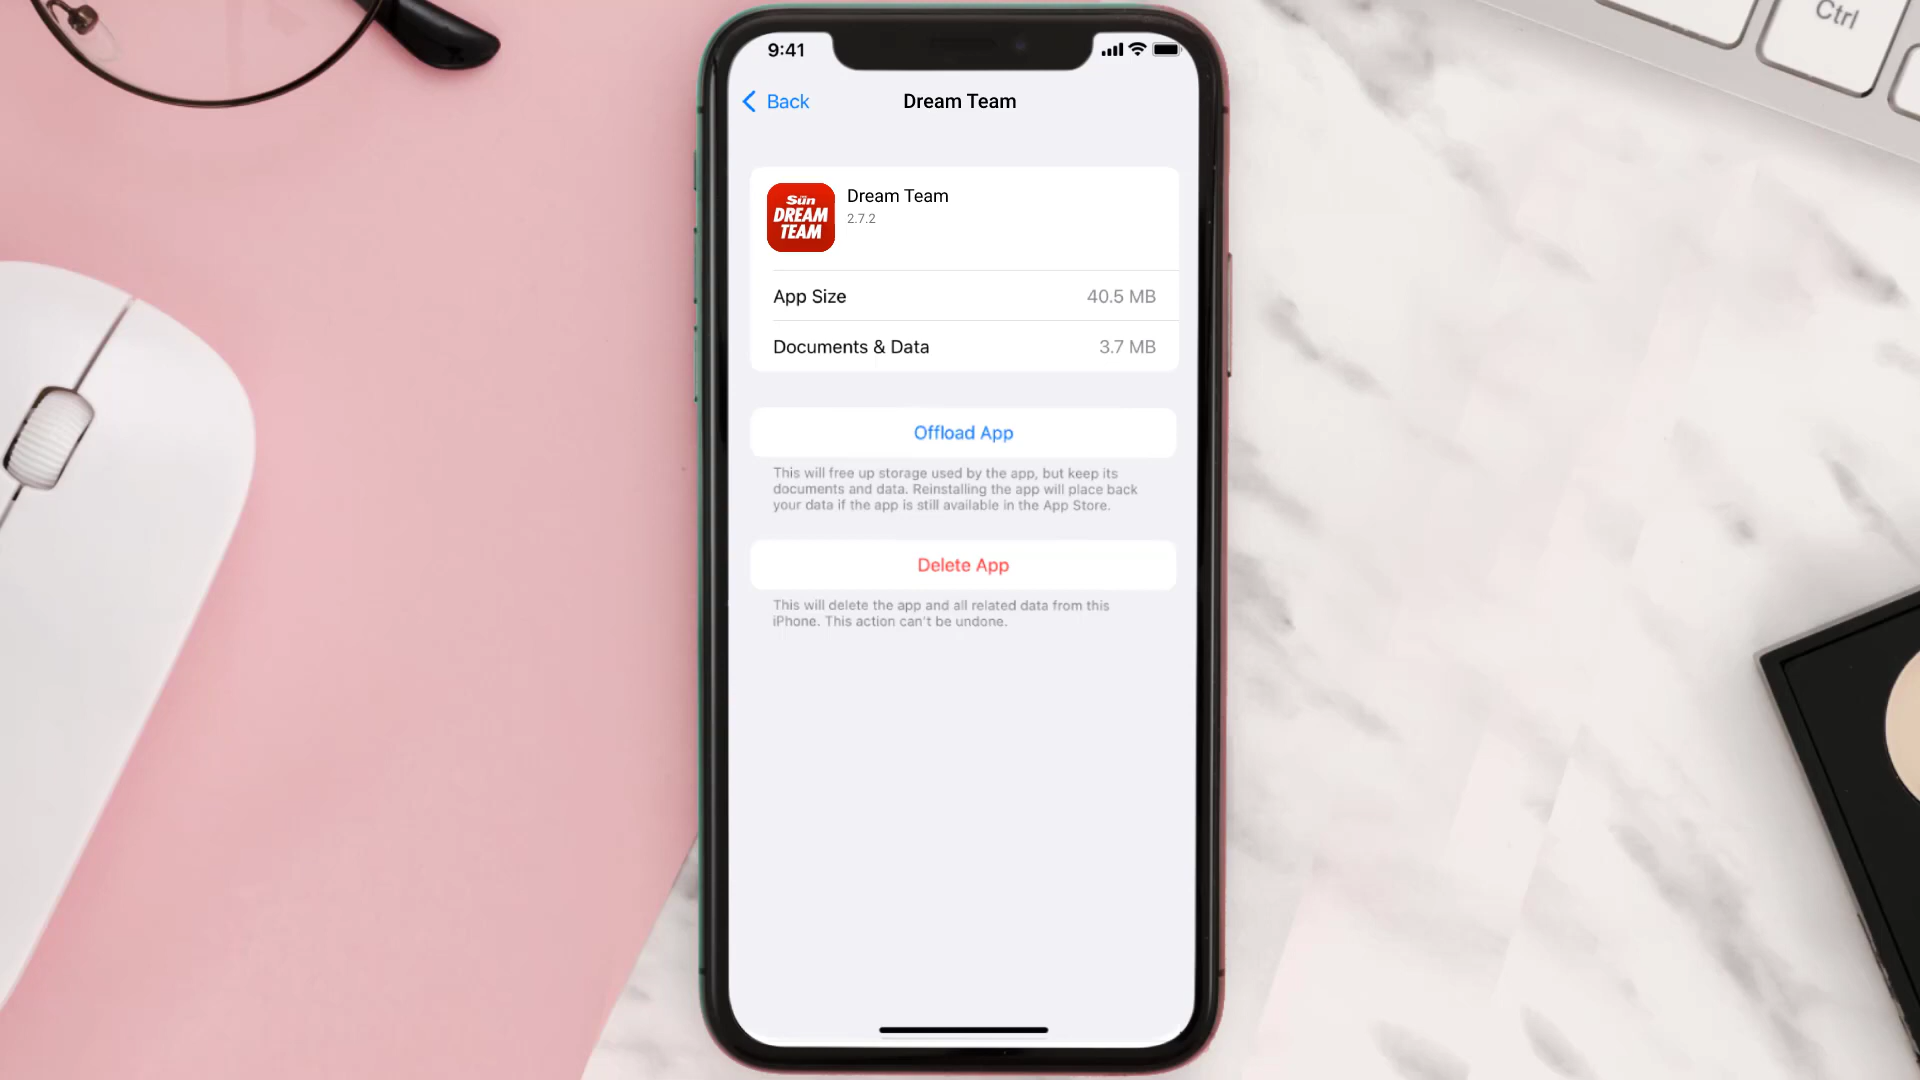 Ctrl
9:41
Back
Dream Team
Sun
DREAM
TEAM
Dream Team
2.7.2
App Size
40.5 MB
Documents & Data
3.7 MB
Offload App
This will free up storage used by the app, but keep its
documents and data. Reinstalling the app will place back
your data if the app is still available in the App Store.
Delete App
This will delete the app and all related data from this
iPhone. This action can't be undone.